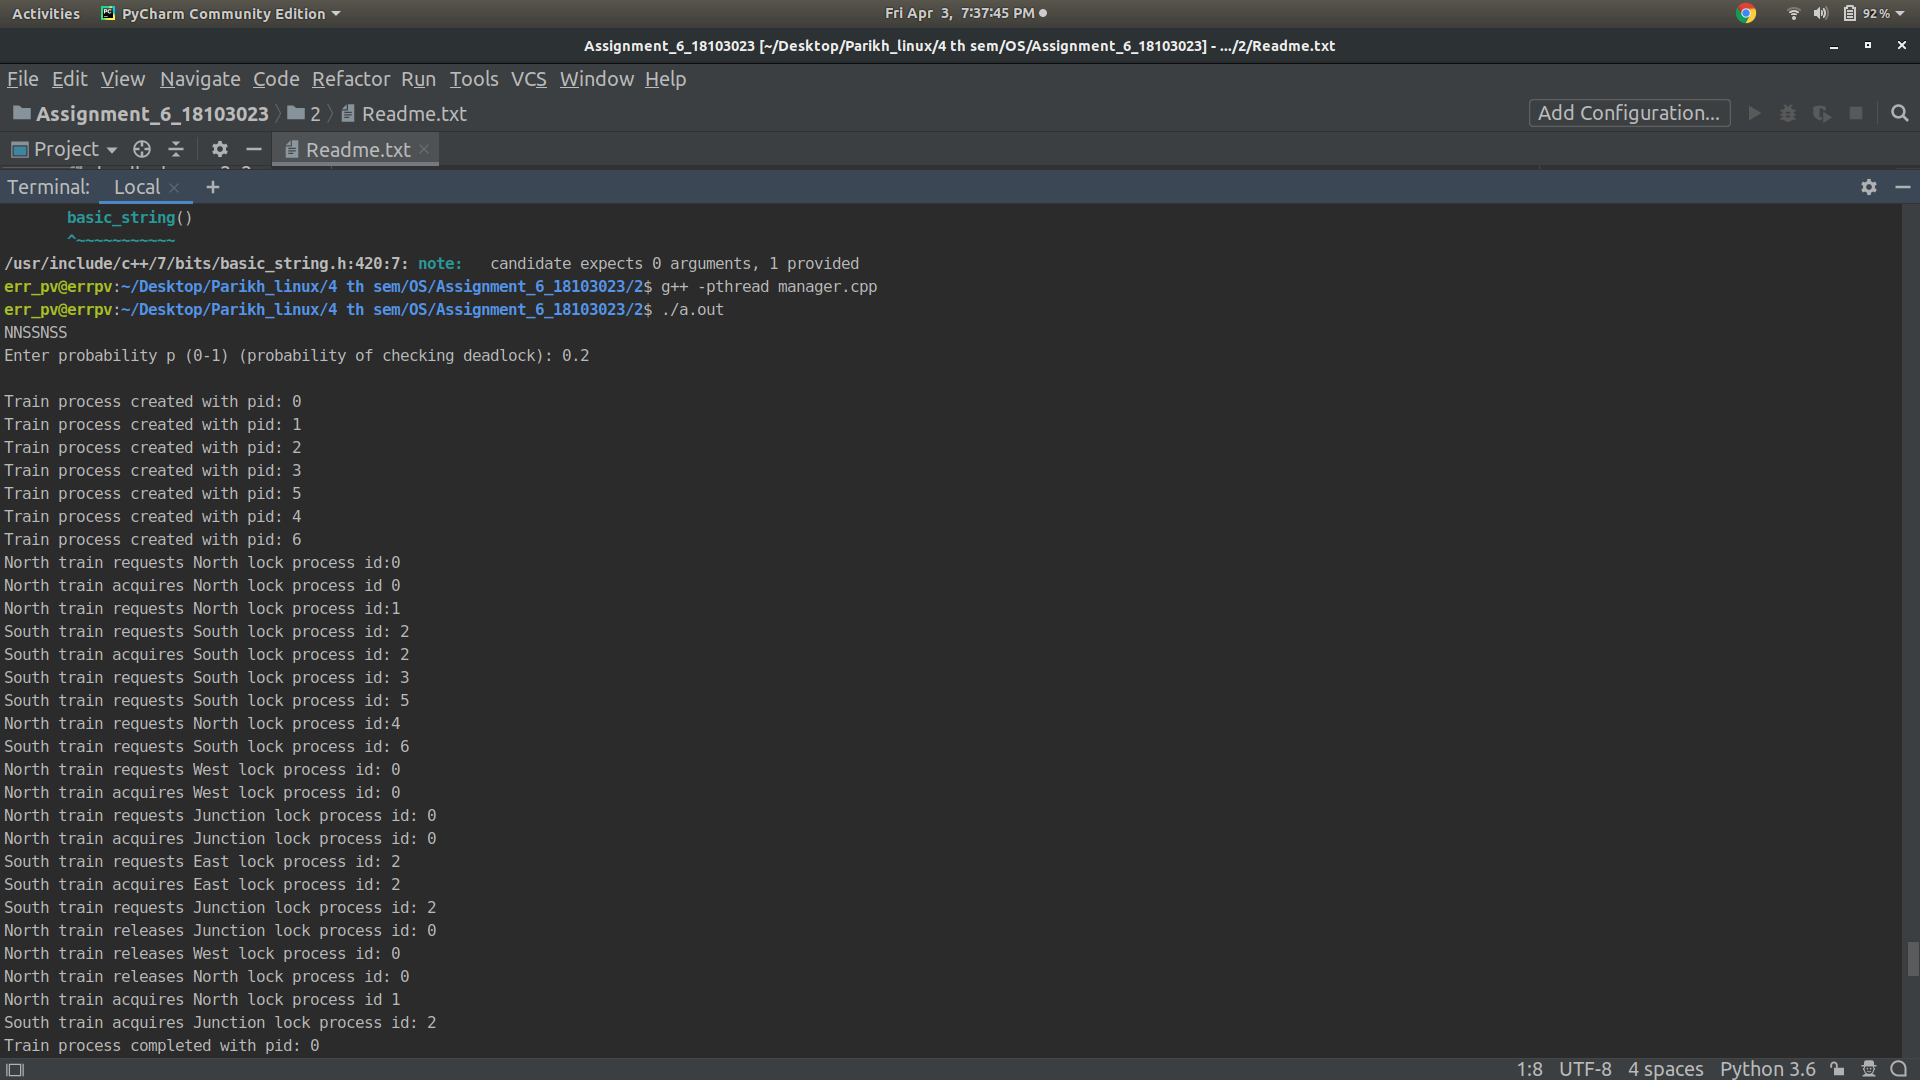 Activities PyCharm Community Edition Fri Apr 3, 7:37:45 PM 92%
Assignment_6_18103023 [~/Desktop/Parikh_linux/4 th sem/OS/Assignment_6_18103023] - .../2/Readme.txt
File Edit View Navigate Code Refactor Run Tools VCS Window Help
Assignment_6_18103023 2 Readme.txt Add Configuration...
Project Readme.txt
Terminal: Local
basic_string()
^~~~~~~~~~~~
/usr/include/c++/7/bits/basic_string.h:420:7: note:   candidate expects 0 arguments, 1 provided
err_pv@errpv:~/Desktop/Parikh_linux/4 th sem/OS/Assignment_6_18103023/2$ g++ -pthread manager.cpp
err_pv@errpv:~/Desktop/Parikh_linux/4 th sem/OS/Assignment_6_18103023/2$ ./a.out
NNSSNSS
Enter probability p (0-1) (probability of checking deadlock): 0.2
Train process created with pid: 0
Train process created with pid: 1
Train process created with pid: 2
Train process created with pid: 3
Train process created with pid: 5
Train process created with pid: 4
Train process created with pid: 6
North train requests North lock process id:0
North train acquires North lock process id 0
North train requests North lock process id:1
South train requests South lock process id: 2
South train acquires South lock process id: 2
South train requests South lock process id: 3
South train requests South lock process id: 5
North train requests North lock process id:4
South train requests South lock process id: 6
North train requests West lock process id: 0
North train acquires West lock process id: 0
North train requests Junction lock process id: 0
North train acquires Junction lock process id: 0
South train requests East lock process id: 2
South train acquires East lock process id: 2
South train requests Junction lock process id: 2
North train releases Junction lock process id: 0
North train releases West lock process id: 0
North train releases North lock process id: 0
North train acquires North lock process id 1
South train acquires Junction lock process id: 2
Train process completed with pid: 0
1:8 UTF-8 4 spaces Python 3.6